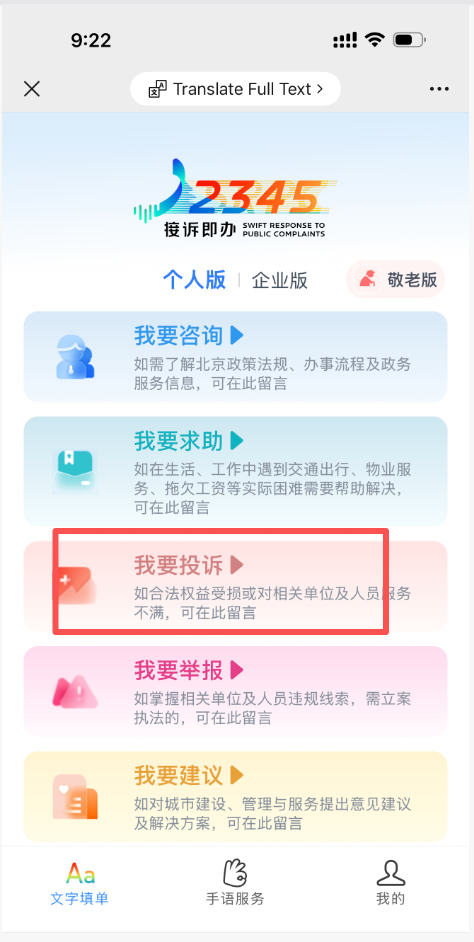 9:22
Translate Full Text
12345
接诉即办 SWIFT RESPONSE TO
PUBLIC COMPLAINTS
个人版 企业版 敬老版
我要咨询
如需了解北京政策法规、办事流程及政务
服务信息，可在此留言
我要求助
如在生活、工作中遇到交通出行、物业服
务、拖欠工资等实际困难需要帮助解决，
可在此留言
我要投诉
如合法权益受损或对相关单位及人员服务
不满，可在此留言
我要举报
如掌握相关单位及人员违规线索，需立案
执法的，可在此留言
我要建议
如对城市建设、管理与服务提出意见建议
及解决方案，可在此留言
Aa
文字填单 手语服务 我的